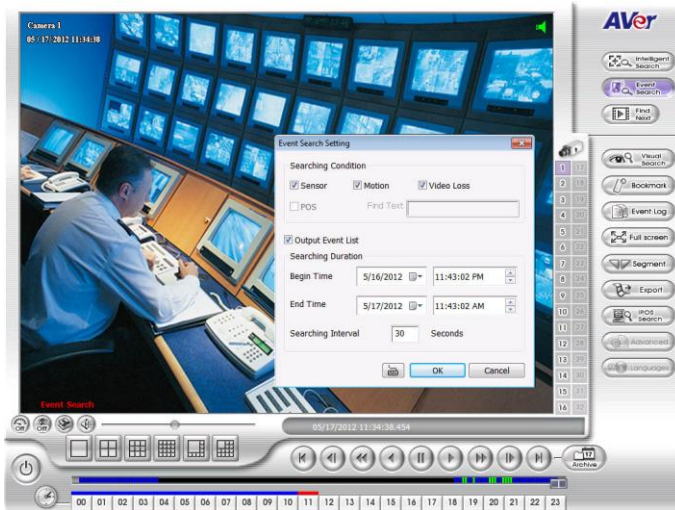 Camera 1
05 / 17/ 2012 11:34:38
AVer
Intelligent Search
Event Search
Find Next
Event Search Setting
Searching Condition
Sensor Motion Video Loss
POS Find Text
Output Event List
Searching Duration
Begin Time 5/16/2012 11:43:02 PM
End Time 5/17/2012 11:43:02 AM
Searching Interval 30 Seconds
OK Cancel
1 17
2 18
3 19
4 20
5 21
6 22
7 23
8 24
9 25
10 26
11 27
12 28
13 29
14 30
15 31
16 32
Visual Search
Bookmark
Event Log
Full screen
Segment
Export
iPOS Search
Advanced
Languages
Event Search
Off Off
05/17/2012 11:34:38.454
17
Archive
00 01 02 03 04 05 06 07 08 09 10 11 12 13 14 15 16 17 18 19 20 21 22 23